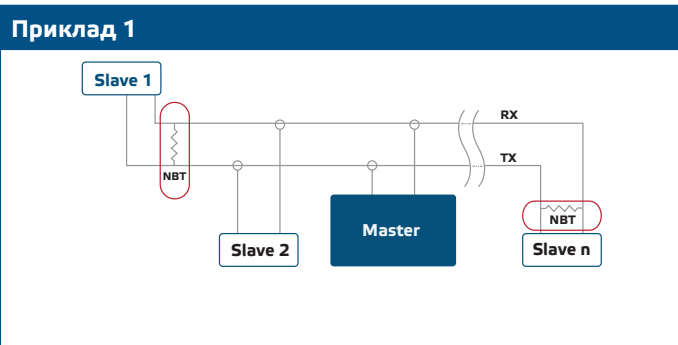 Приклад 1
Slave 1
RX
TX
NBT
NBT
Master
Slave 2
Slave n